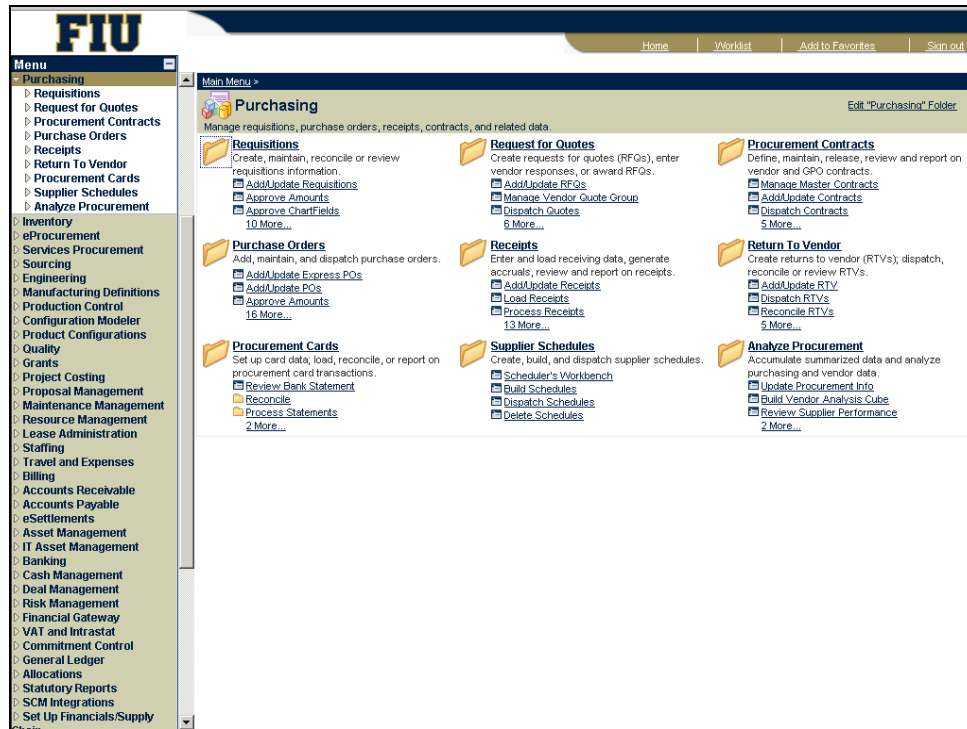 FIU
Home
Worklist
Add to Favorites
Sign out
Menu
Purchasing
Requisitions
Request for Quotes
Procurement Contracts
Purchase Orders
Receipts
Return To Vendor
Procurement Cards
Supplier Schedules
Analyze Procurement
Inventory
eProcurement
Services Procurement
Sourcing
Engineering
Manufacturing Definitions
Production Control
Configuration Modeler
Product Configurations
Quality
Grants
Project Costing
Proposal Management
Maintenance Management
Resource Management
Lease Administration
Staffing
Travel and Expenses
Billing
Accounts Receivable
Accounts Payable
eSettlements
Asset Management
IT Asset Management
Banking
Cash Management
Deal Management
Risk Management
Financial Gateway
VAT and Intrastat
Commitment Control
General Ledger
Allocations
Statutory Reports
SCM Integrations
Set Up Financials/Supply
Chain
Main Menu >
Purchasing
Edit "Purchasing" Folder
Manage requisitions, purchase orders, receipts, contracts, and related data.
Requisitions
Create, maintain, reconcile or review
requisitions information.
Add/Update Requisitions
Approve Amounts
Approve ChartFields
10 More...
Request for Quotes
Create requests for quotes (RFQs), enter
vendor responses, or award RFQs.
Add/Update RFQs
Manage Vendor Quote Group
Dispatch Quotes
6 More...
Procurement Contracts
Define, maintain, release, review and report on
vendor and GPO contracts.
Manage Master Contracts
Add/Update Contracts
Dispatch Contracts
5 More...
Purchase Orders
Add, maintain, and dispatch purchase orders.
Add/Update Express POs
Add/Update POs
Approve Amounts
16 More...
Receipts
Enter and load receiving data, generate
accruals, review and report on receipts.
Add/Update Receipts
Load Receipts
Process Receipts
13 More...
Return To Vendor
Create returns to vendor (RTVs); dispatch,
reconcile or review RTVs.
Add/Update RTV
Dispatch RTVs
Reconcile RTVs
5 More...
Procurement Cards
Set up card data; load, reconcile, or report on
procurement card transactions.
Review Bank Statement
Reconcile
Process Statements
2 More...
Supplier Schedules
Create, build, and dispatch supplier schedules.
Scheduler's Workbench
Build Schedules
Dispatch Schedules
Delete Schedules
Analyze Procurement
Accumulate summarized data and analyze
purchasing and vendor data.
Update Procurement Info
Build Vendor Analysis Cube
Review Supplier Performance
2 More...